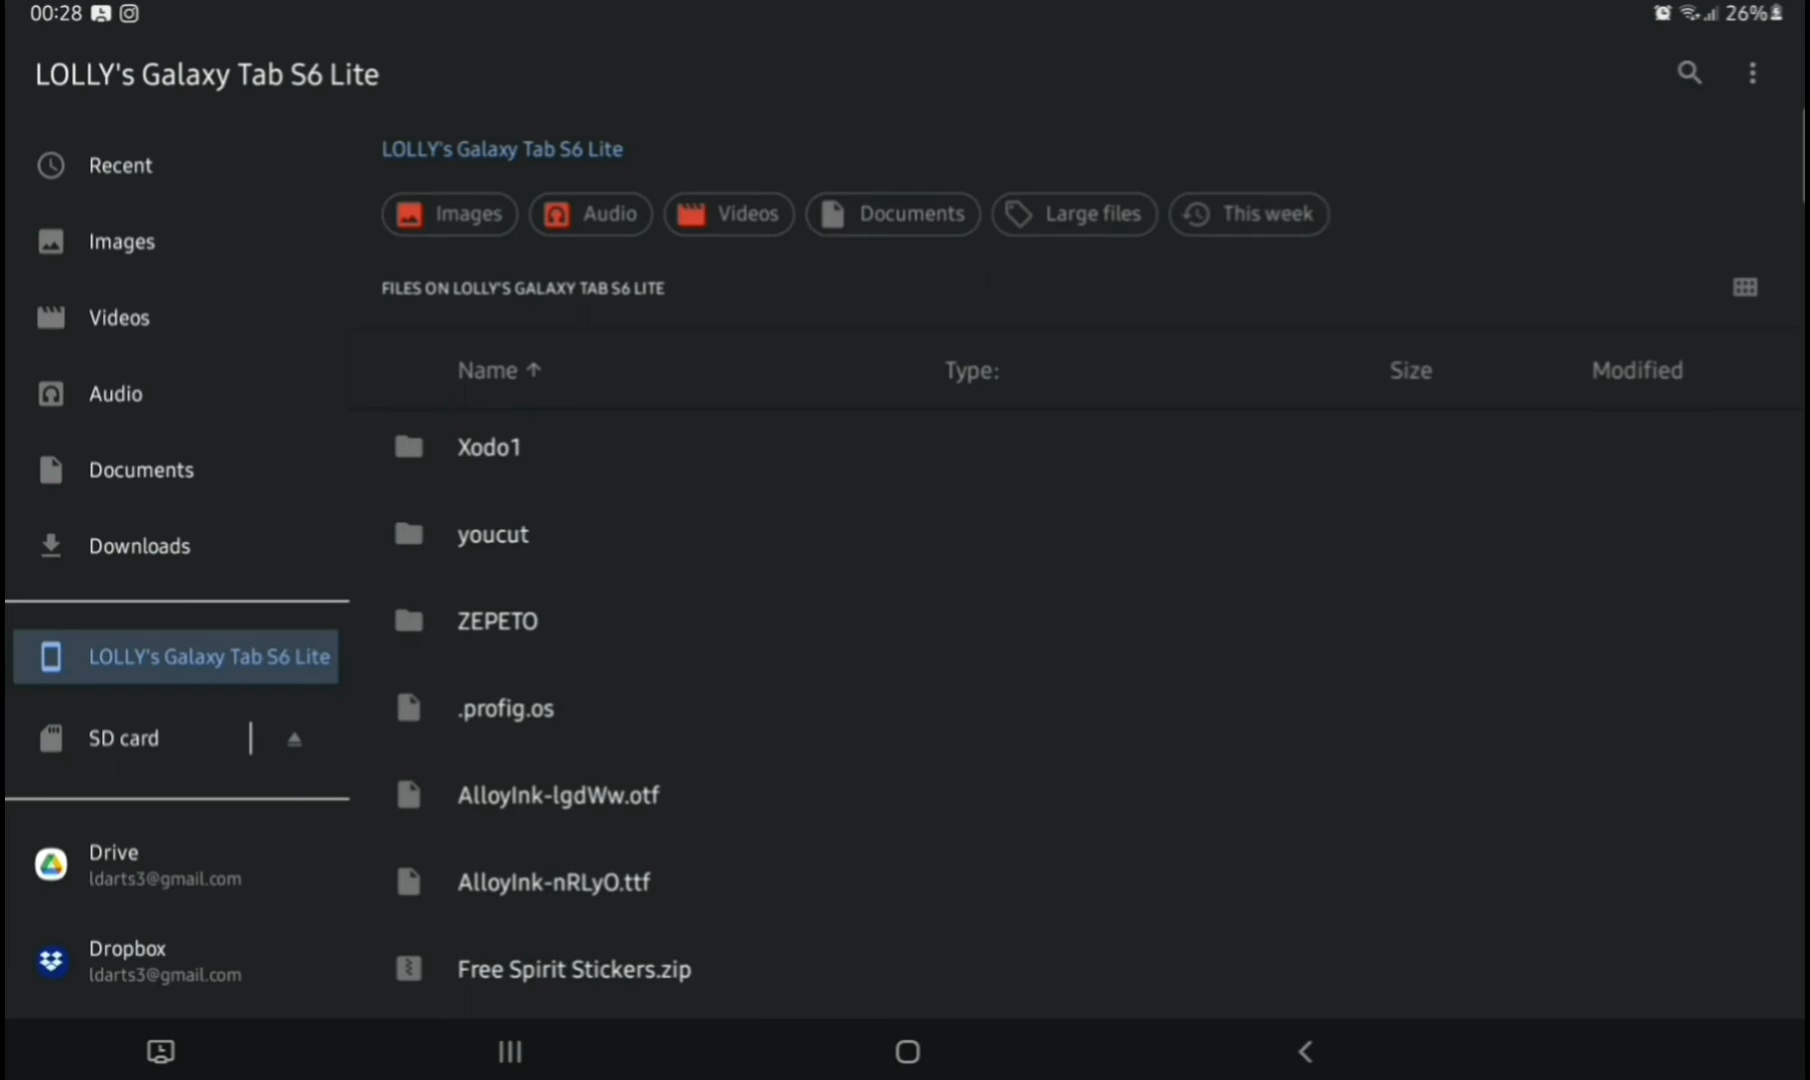 00:28
26%
LOLLY's Galaxy Tab S6 Lite
Recent
Images
Videos
Audio
Documents
Downloads
LOLLY's Galaxy Tab S6 Lite
SD card
Drive
ldarts3@gmail.com
Dropbox
ldarts3@gmail.com
LOLLY's Galaxy Tab S6 Lite
Images Audio Videos Documents Large files This week
FILES ON LOLLY'S GALAXY TAB S6 LITE
Name ↑ Type: Size Modified
Xodo1
youcut
ZEPETO
.profig.os
AlloyInk-lgdWw.otf
AlloyInk-nRLyO.ttf
Free Spirit Stickers.zip